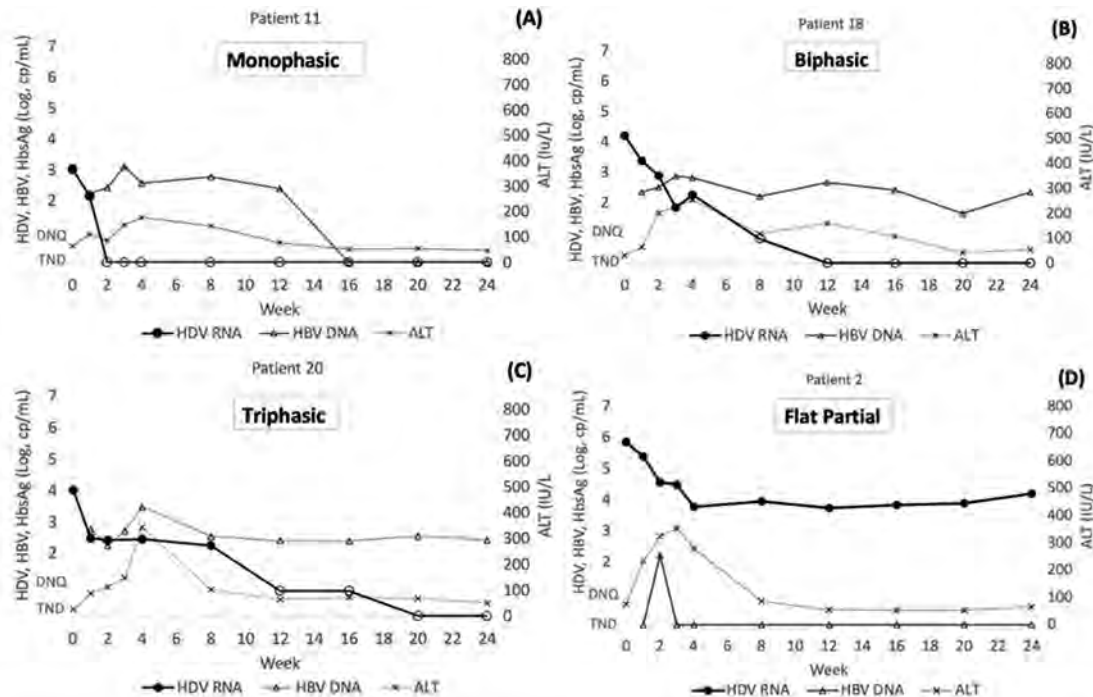 Patient 11
(A)
Monophasic
HDV, HBV, HbsAg (Log, cp/mL)
7
6
5
4
3
2
DNQ
TND
800
700
600
500
400
300
200
100
0
ALT (IU/L)
0 2 4 6 8 10 12 14 16 18 20 22 24
Week
HDV RNA HBV DNA ALT
Patient 18
(B)
Biphasic
HDV, HBV, HbsAg (Log, cp/mL)
7
6
5
4
3
2
DNQ
TND
800
700
600
500
400
300
200
100
0
ALT (IU/L)
0 2 4 6 8 10 12 14 16 18 20 22 24
Week
HDV RNA HBV DNA ALT
Patient 20
(C)
Triphasic
HDV, HBV, HbsAg (Log, cp/mL)
7
6
5
4
3
2
DNQ
TND
800
700
600
500
400
300
200
100
0
ALT (IU/L
0 2 4 6 8 10 12 14 16 18 20 22 24
Week
HDV RNA HBV DNA ALT
Patient 2
(D)
Flat Partial
HDV, HBV, HbsAg (Log, cp/mL)
7
6
5
4
3
2
DNQ
TND
800
700
600
500
400
300
200
100
0
ALT (IU/L)
0 2 4 6 8 10 12 14 16 18 20 22 24
Week
HDV RNA HBV DNA ALT